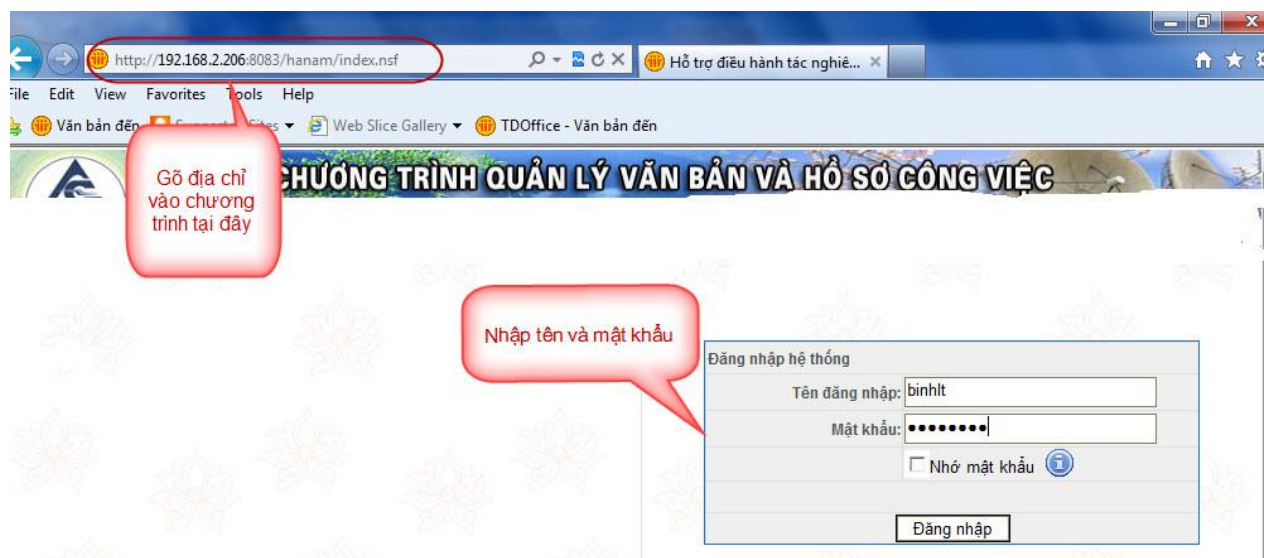 http://192.168.2.206:8083/hanam/index.nsf
Hỗ trợ điều hành tác nghiê...
File Edit View Favorites Tools Help
Văn bản đến
Web Slice Gallery
TDOffice - Văn bản đến
CHƯƠNG TRÌNH QUẢN LÝ VĂN BẢN VÀ HỒ SƠ CÔNG VIỆC
Gõ địa chỉ
vào chương
trình tại đây
Nhập tên và mật khẩu
Đăng nhập hệ thống
Tên đăng nhập: binhlt
Mật khẩu: ••••••••
Nhớ mật khẩu
Đăng nhập